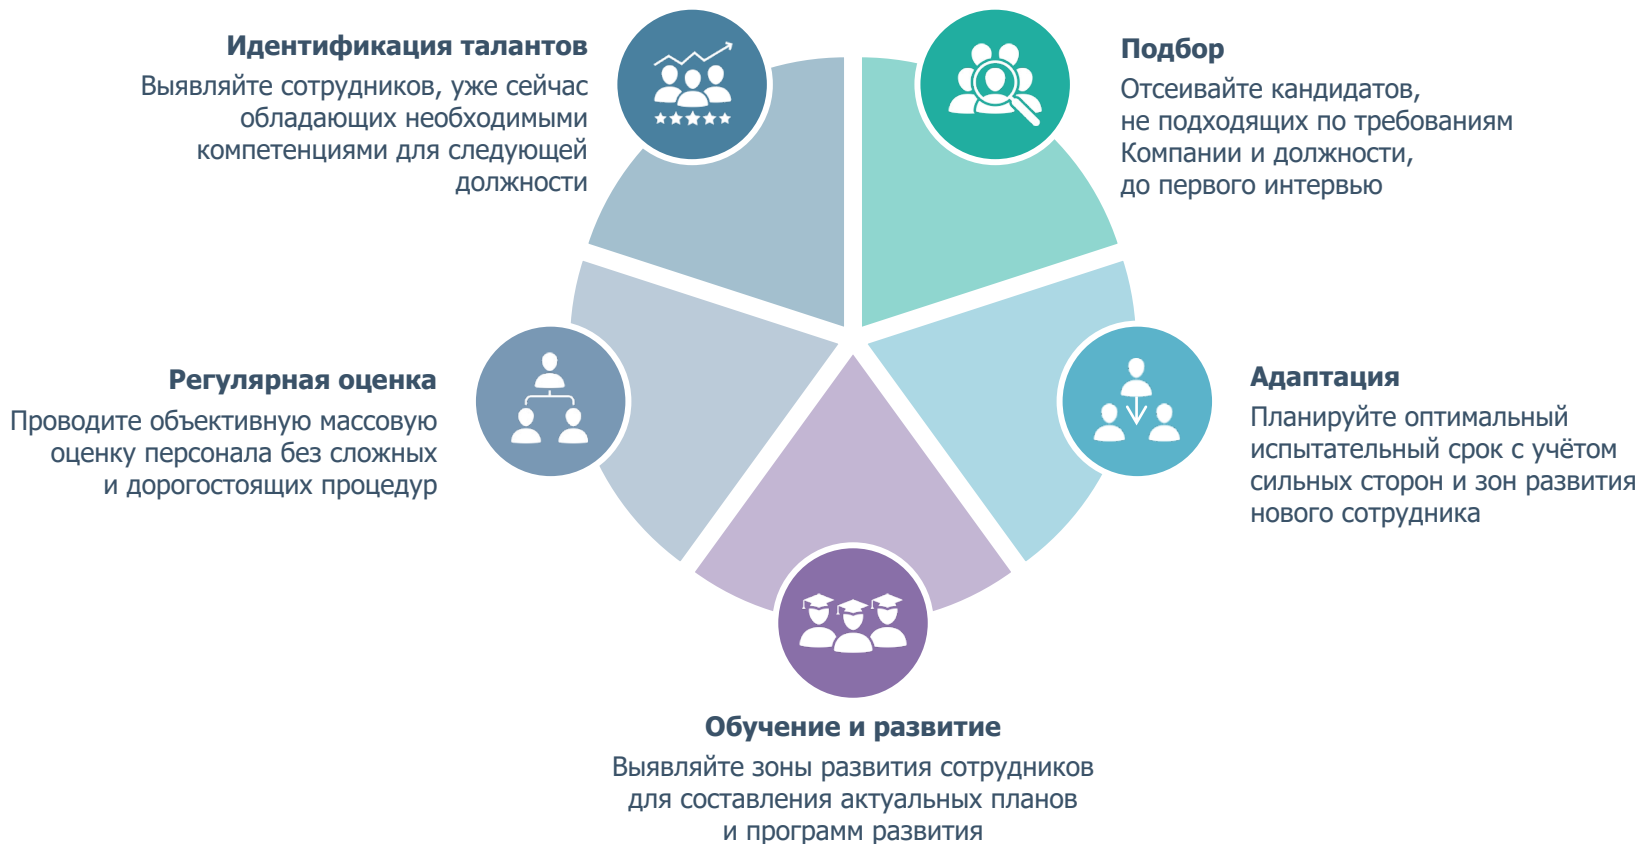 Идентификация талантов
Выявляйте сотрудников, уже сейчас
обладающих необходимыми
компетенциями для следующей
должности
Подбор
Отсеивайте кандидатов,
не подходящих по требованиям
Компании и должности,
до первого интервью
Регулярная оценка
Проводите объективную массовую
оценку персонала без сложных
и дорогостоящих процедур
Адаптация
Планируйте оптимальный
испытательный срок с учётом
сильных сторон и зон развития
нового сотрудника
Обучение и развитие
Выявляйте зоны развития сотрудников
для составления актуальных планов
и программ развития